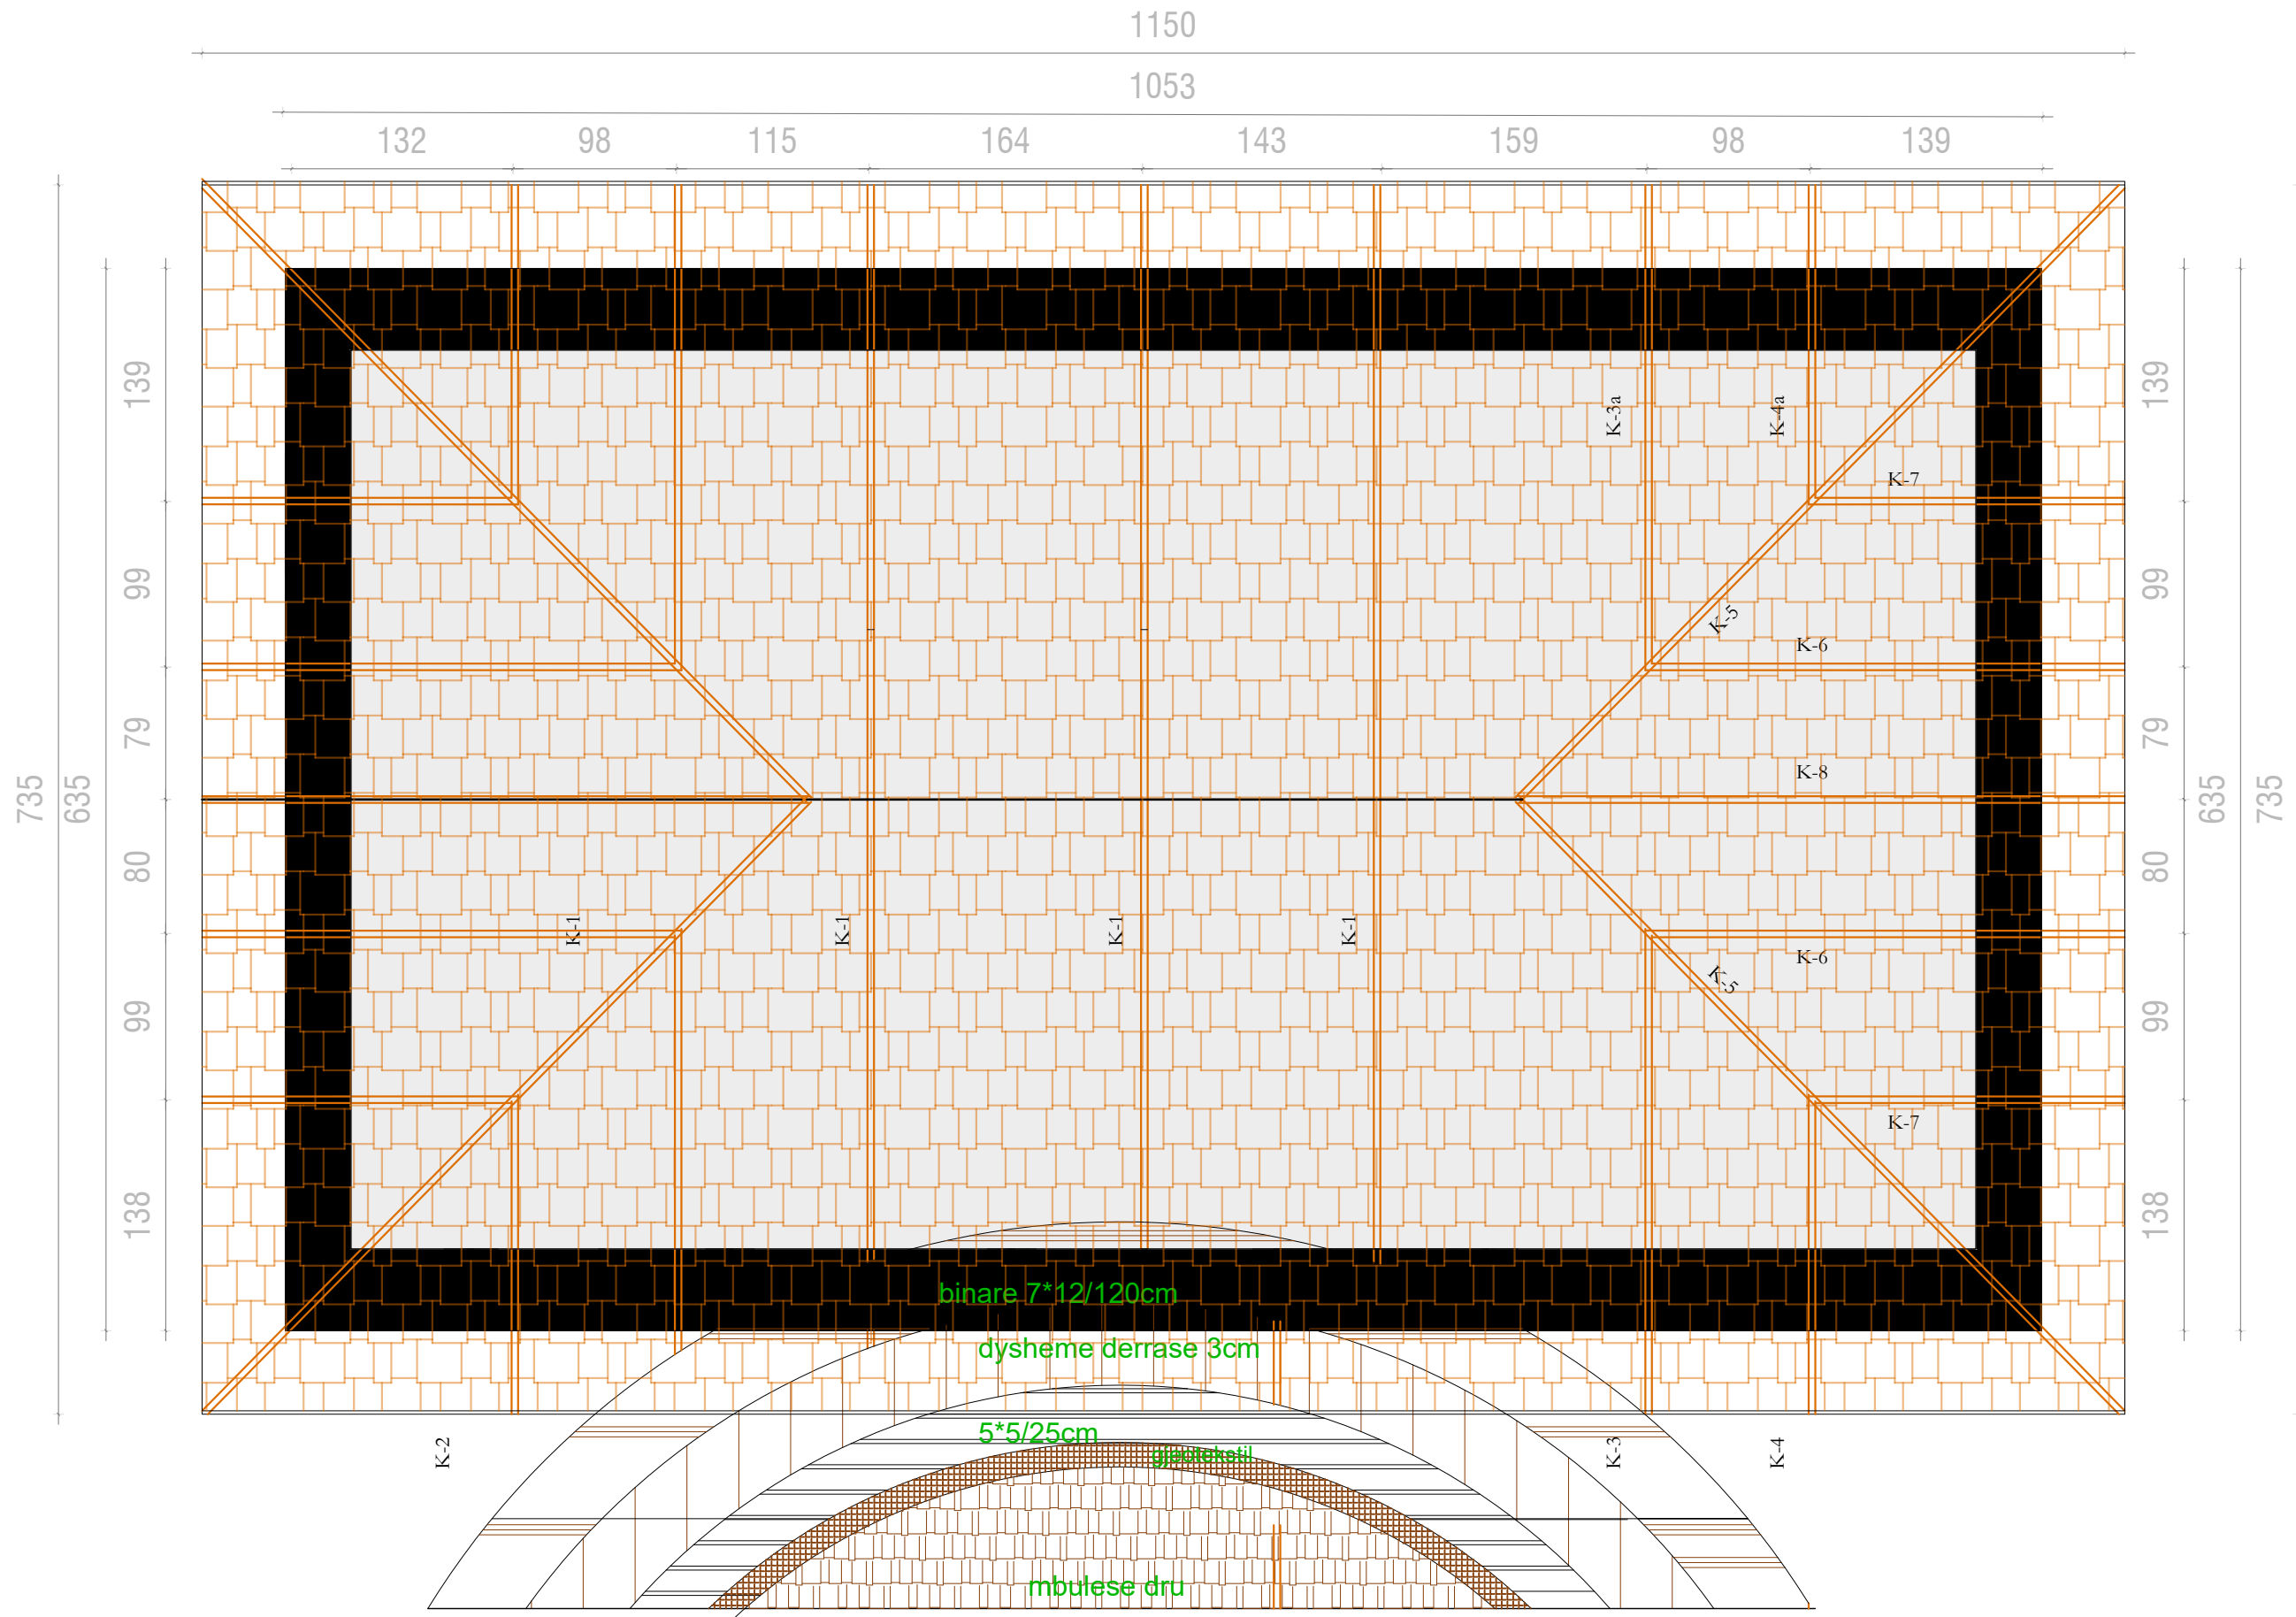 1150
1053
132 98 115 164 143 159 98 139
139
99
79
80
99
138
635
735
139
99
79
80
99
138
635
735
K-3a
K-4a
K-7
K-5
K-6
K-8
K-1
K-1
K-1
K-1
K-6
K-5
K-7
binare 7*12/120cm
dysheme derrase 3cm
5*5/25cm
gjeotekstil
K-2
K-3
K-4
mbulese dru